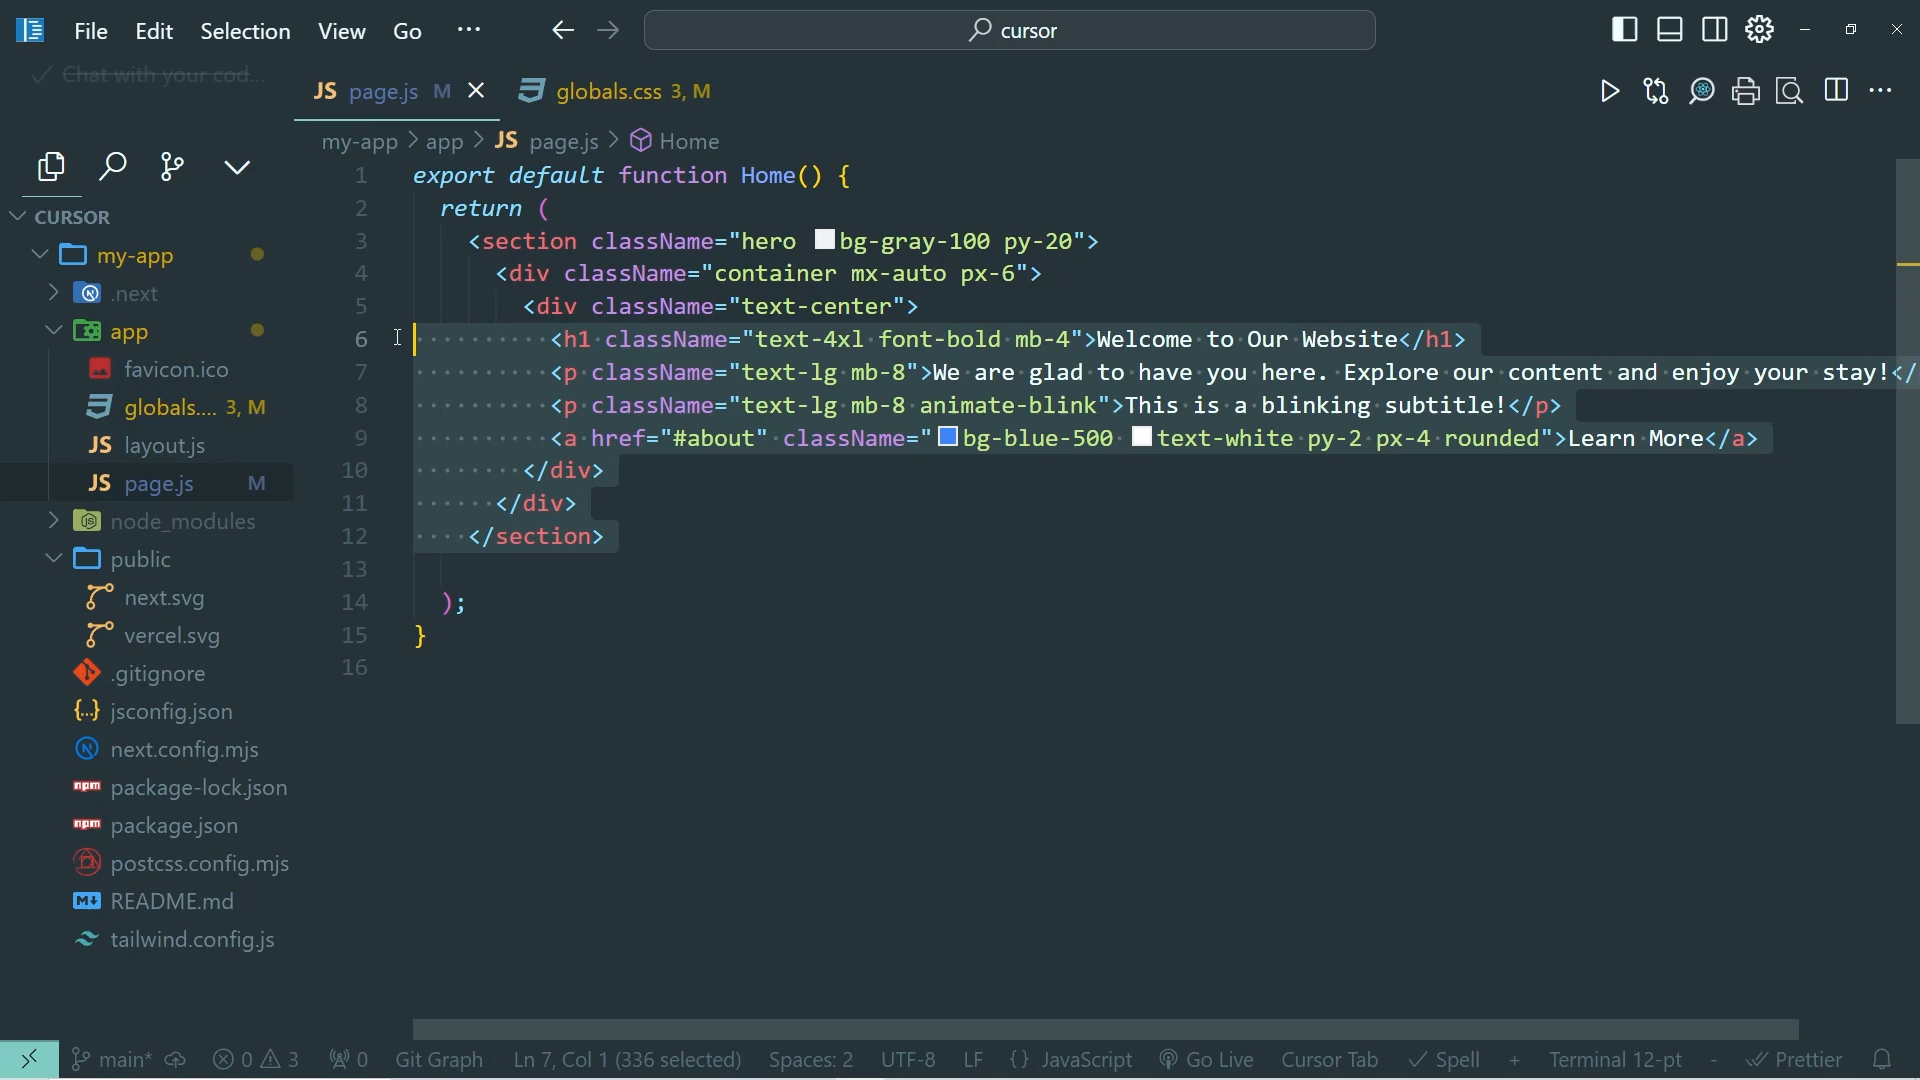 File Edit Selection View Go ...
cursor
Chat with your cod...
JS page.js M
globals.css 3, M
my-app > app > JS page.js > Home
CURSOR
my-app
.next
app
favicon.ico
globals.... 3, M
JS layout.js
JS page.js M
node_modules
public
next.svg
vercel.svg
.gitignore
{..} jsconfig.json
next.config.mjs
npm package-lock.json
npm package.json
postcss.config.mjs
README.md
tailwind.config.js
1 export default function Home() {
2 return (
3 <section className="hero bg-gray-100 py-20">
4 <div className="container mx-auto px-6">
5 <div className="text-center">
6 <h1 className="text-4xl font-bold mb-4">Welcome to Our Website</h1>
7 <p className="text-lg mb-8">We are glad to have you here. Explore our content and enjoy your stay!</
8 <p className="text-lg mb-8 animate-blink">This is a blinking subtitle!</p>
9 <a href="#about" className="bg-blue-500 text-white py-2 px-4 rounded">Learn More</a>
10 </div>
11 </div>
12 </section>
13
14 );
15 }
16
main* 0 3 0 Git Graph Ln 7, Col 1 (336 selected) Spaces: 2 UTF-8 LF {} JavaScript Go Live Cursor Tab Spell + Terminal 12-pt - Prettier